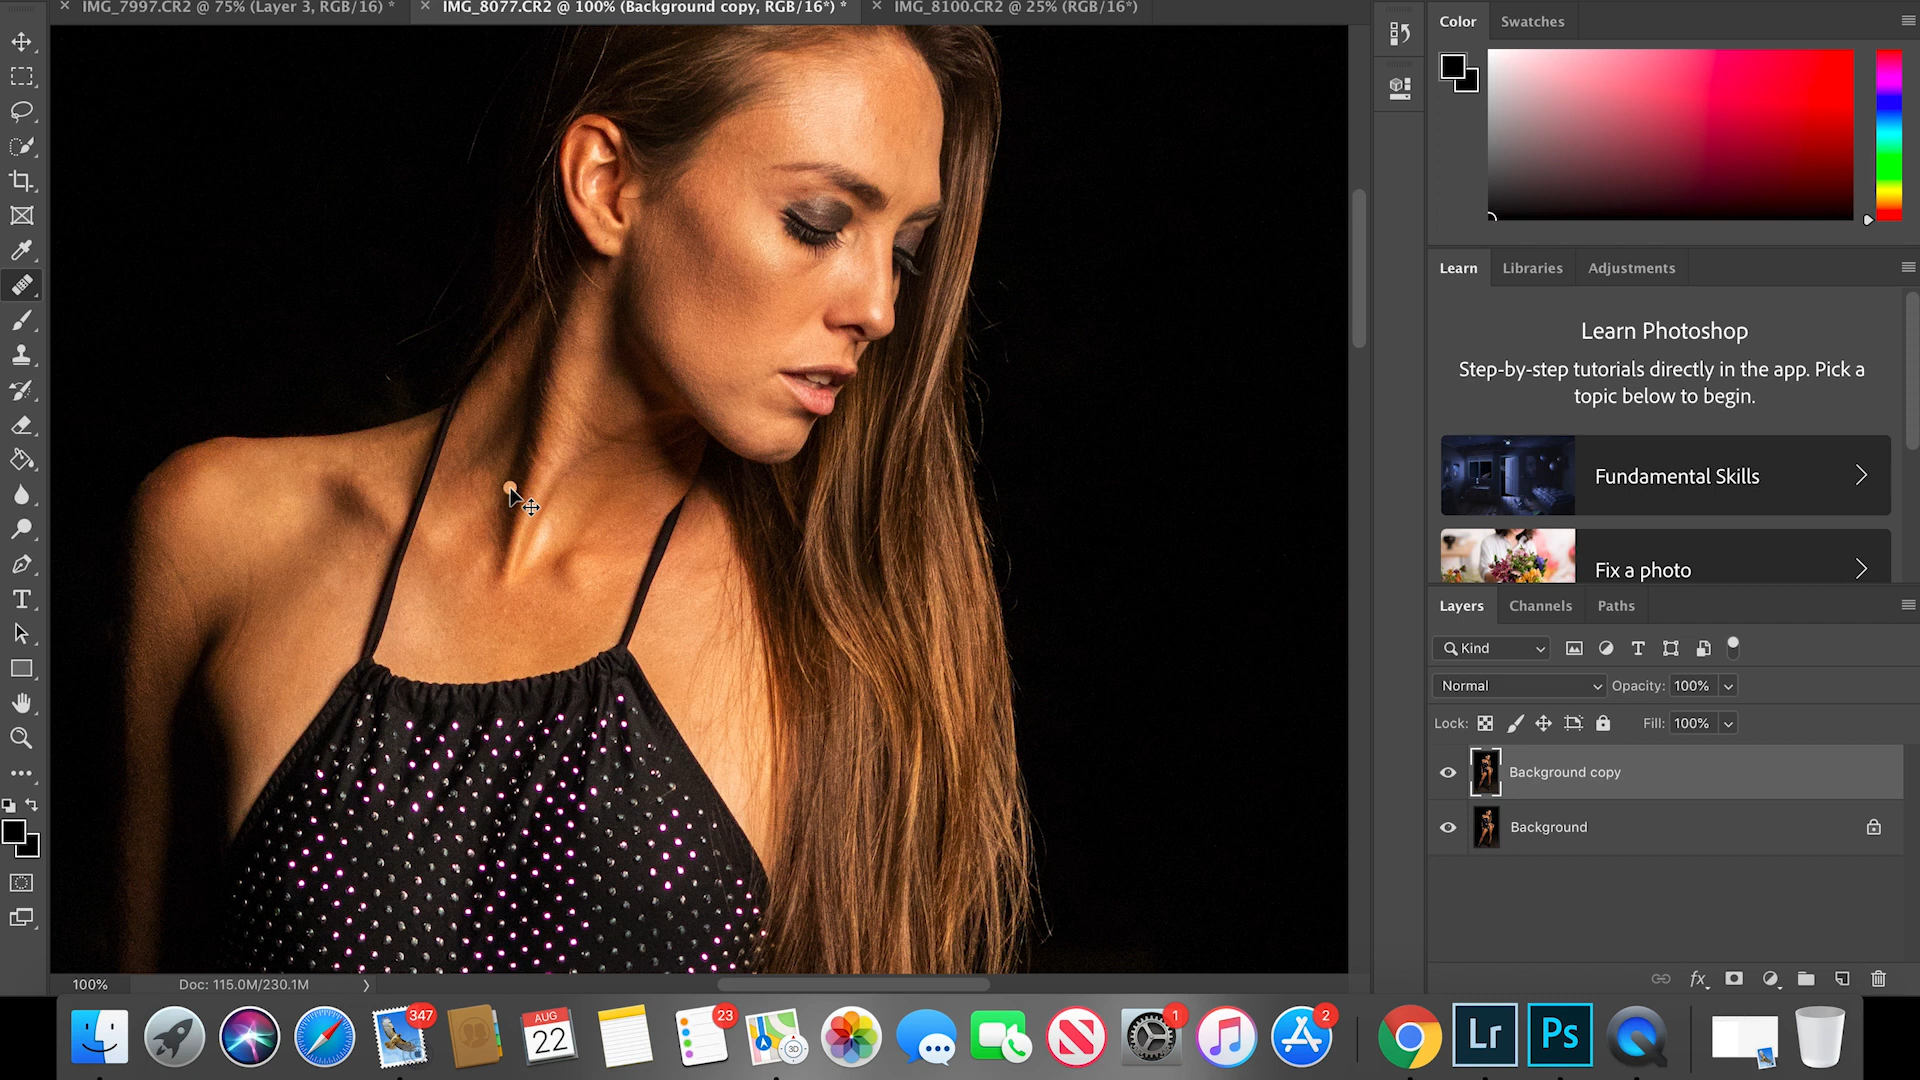 IMG_7997.CR2 @ 75% (Layer 3, RGB/16) *
IMG_8077.CR2 @ 100% (Background copy, RGB/16*) *
IMG_8100.CR2 @ 25% (RGB/16*)
Color
Swatches
Learn
Libraries
Adjustments
Learn Photoshop
Step-by-step tutorials directly in the app. Pick a
topic below to begin.
Fundamental Skills
Fix a photo
Layers
Channels
Paths
Kind
Normal
Opacity: 100%
Lock:
Fill: 100%
Background copy
Background
fx
100%
Doc: 115.0M/230.1M
347
AUG
22
23
3D
1
2
Lr
Ps